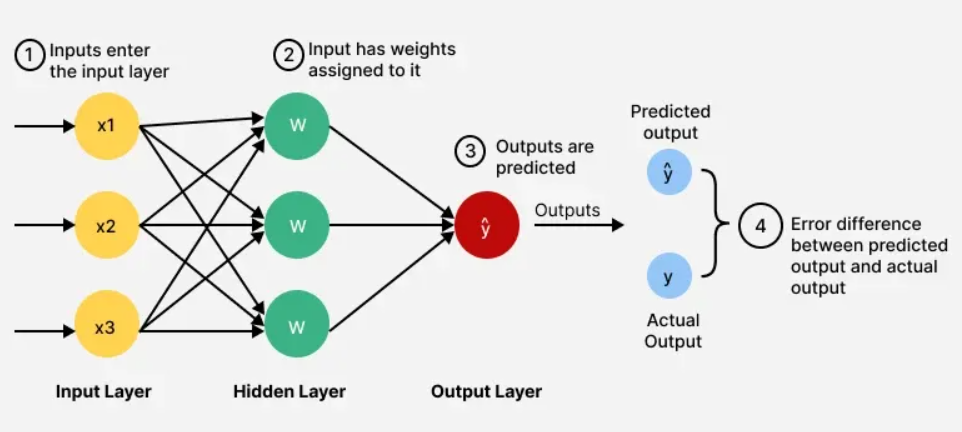 1 Inputs enter
the input layer
2 Input has weights
assigned to it
x1
x2
x3
W
W
W
3 Outputs are
predicted
ŷ
Outputs
Predicted
output
ŷ
y
Actual
Output
4 Error difference
between predicted
output and actual
output
Input Layer
Hidden Layer
Output Layer